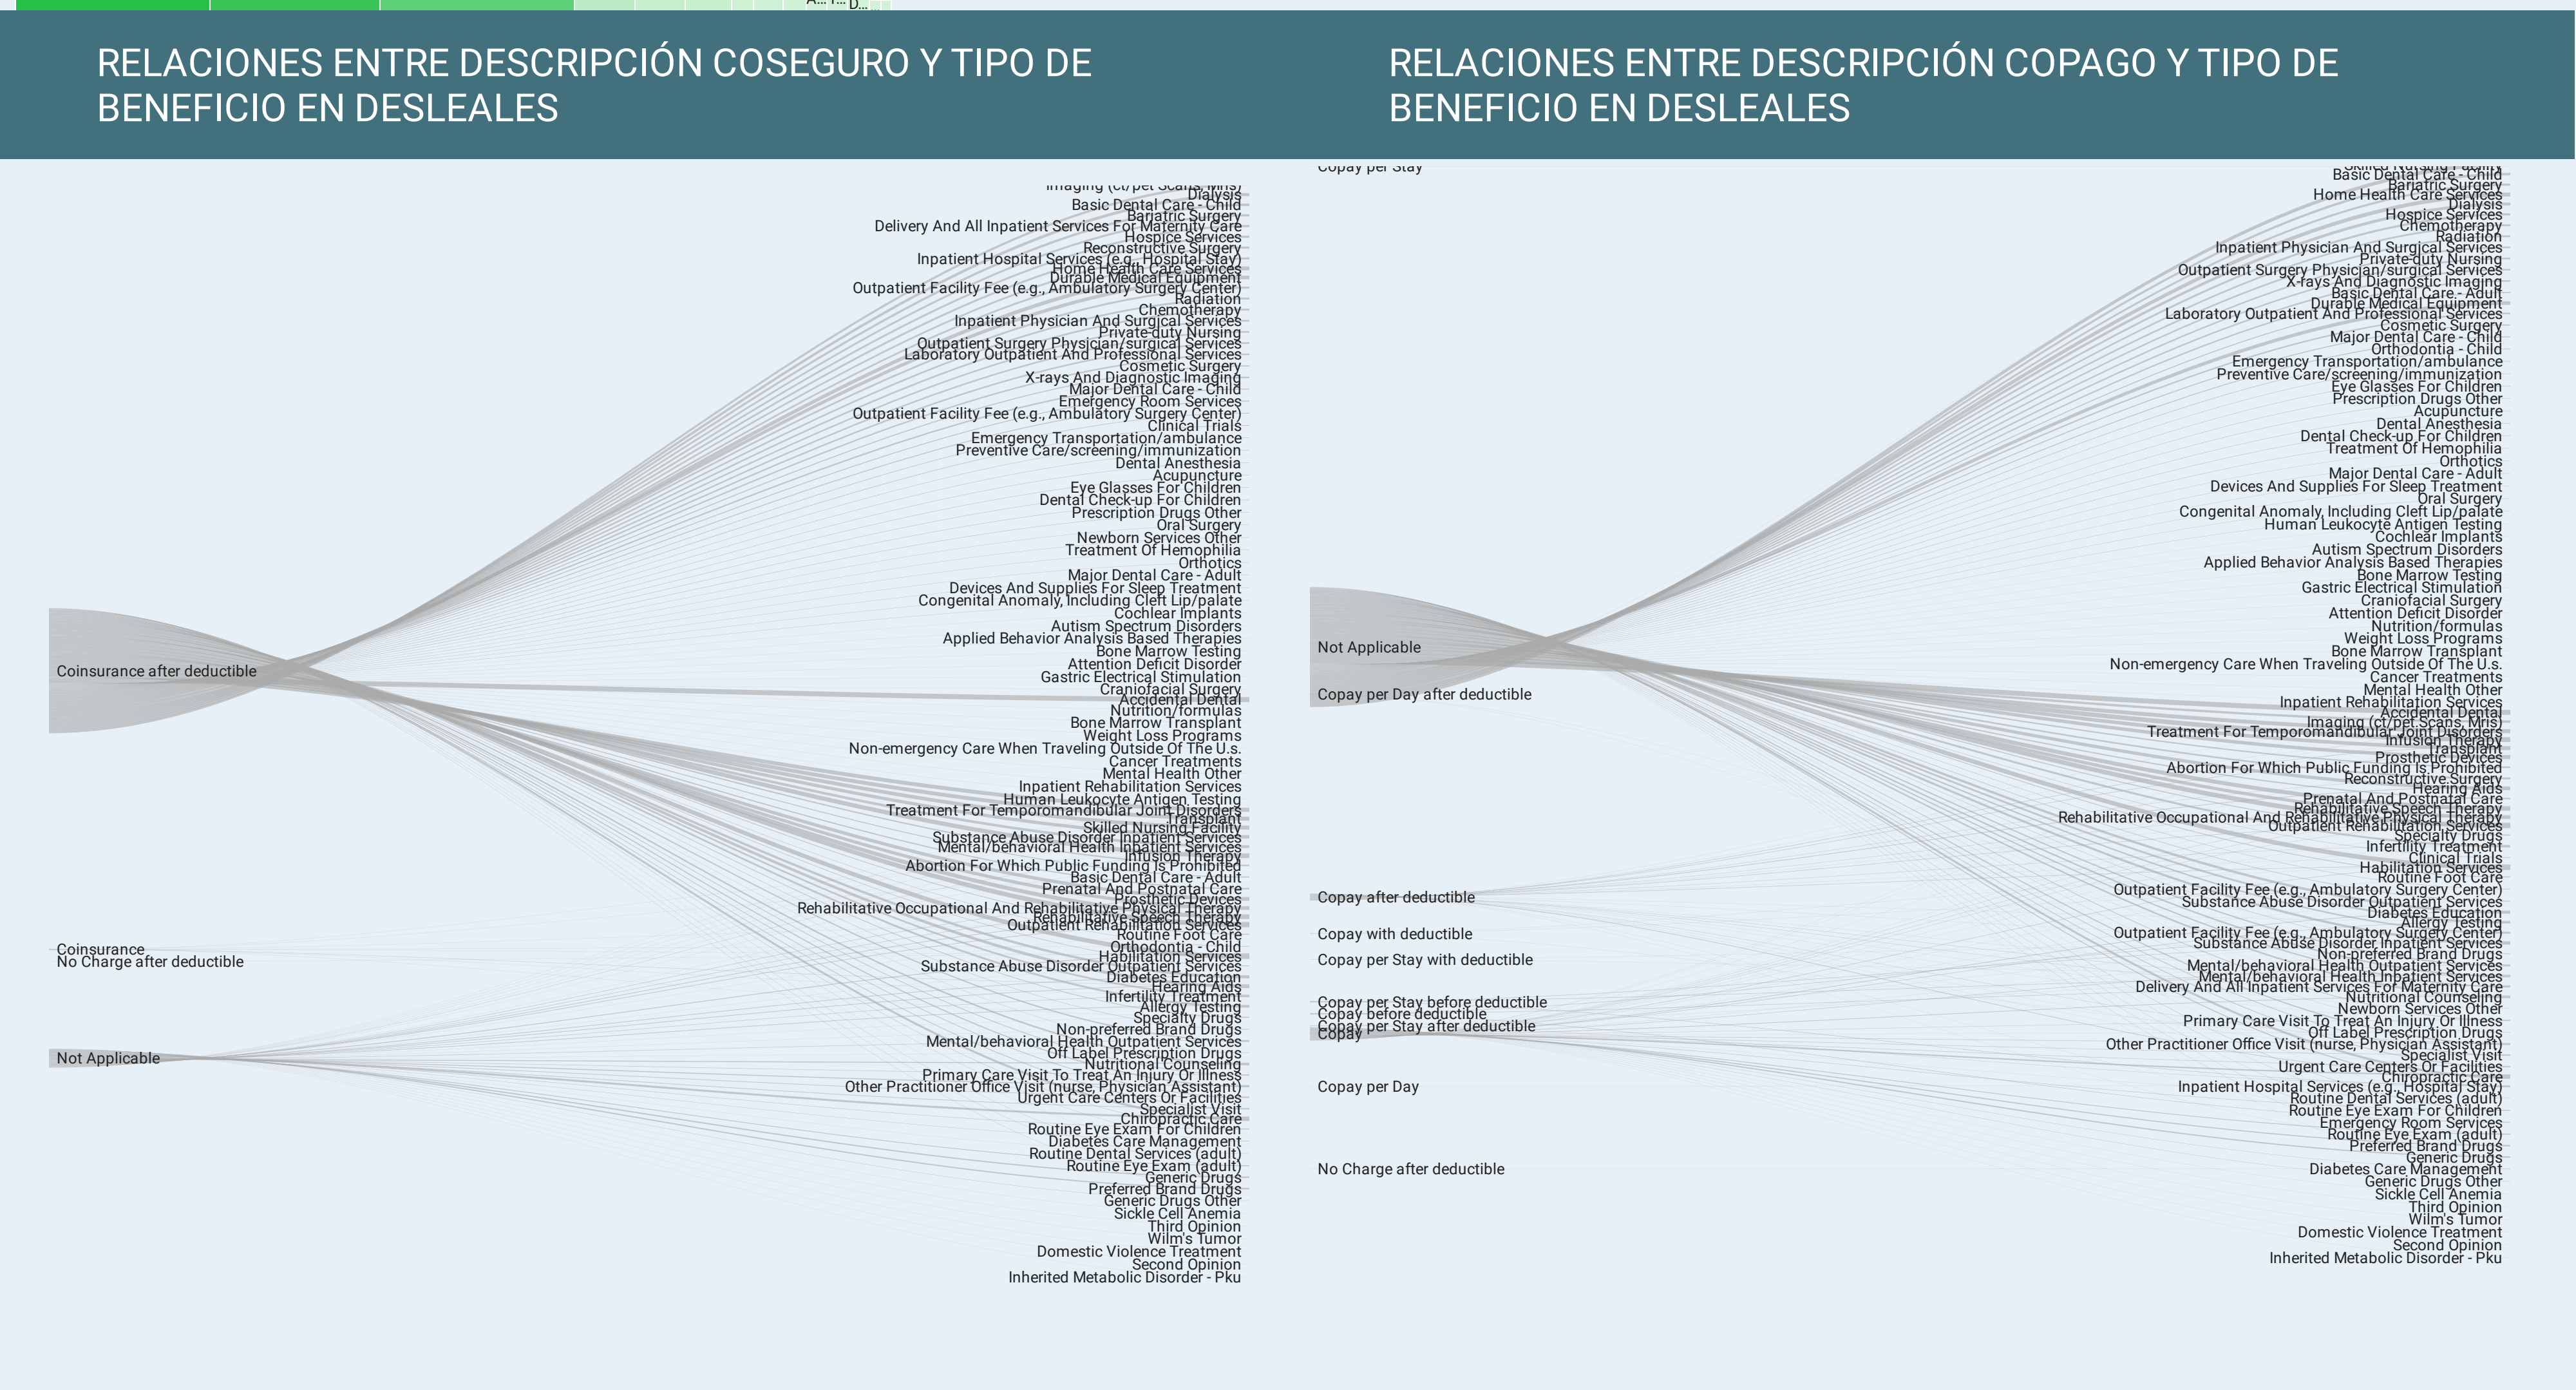 A... T... D...
RELACIONES ENTRE DESCRIPCIÓN COSEGURO Y TIPO DE
BENEFICIO EN DESLEALES
Imaging (ct/pet Scans, Mris)
Dialysis
Basic Dental Care - Child
Bariatric Surgery
Delivery And All Inpatient Services For Maternity Care
Hospice Services
Reconstructive Surgery
Inpatient Hospital Services (e.g., Hospital Stay)
Home Health Care Services
Durable Medical Equipment
Outpatient Facility Fee (e.g., Ambulatory Surgery Center)
Radiation
Chemotherapy
Inpatient Physician And Surgical Services
Private-duty Nursing
Outpatient Surgery Physician/surgical Services
Laboratory Outpatient And Professional Services
Cosmetic Surgery
X-rays And Diagnostic Imaging
Major Dental Care - Child
Emergency Room Services
Outpatient Facility Fee (e.g., Ambulatory Surgery Center)
Clinical Trials
Emergency Transportation/ambulance
Preventive Care/screening/immunization
Dental Anesthesia
Acupuncture
Eye Glasses For Children
Dental Check-up For Children
Prescription Drugs Other
Oral Surgery
Newborn Services Other
Treatment Of Hemophilia
Orthotics
Major Dental Care - Adult
Devices And Supplies For Sleep Treatment
Congenital Anomaly, Including Cleft Lip/palate
Cochlear Implants
Autism Spectrum Disorders
Applied Behavior Analysis Based Therapies
Bone Marrow Testing
Attention Deficit Disorder
Coinsurance after deductible
Gastric Electrical Stimulation
Craniofacial Surgery
Accidental Dental
Nutrition/formulas
Bone Marrow Transplant
Weight Loss Programs
Non-emergency Care When Traveling Outside Of The U.s.
Cancer Treatments
Mental Health Other
Inpatient Rehabilitation Services
Human Leukocyte Antigen Testing
Treatment For Temporomandibular Joint Disorders
Transplant
Skilled Nursing Facility
Substance Abuse Disorder Inpatient Services
Mental/behavioral Health Inpatient Services
Infusion Therapy
Abortion For Which Public Funding Is Prohibited
Basic Dental Care - Adult
Prenatal And Postnatal Care
Prosthetic Devices
Rehabilitative Occupational And Rehabilitative Physical Therapy
Rehabilitative Speech Therapy
Outpatient Rehabilitation Services
Routine Foot Care
Orthodontia - Child
Coinsurance
Habilitation Services
No Charge after deductible
Substance Abuse Disorder Outpatient Services
Diabetes Education
Hearing Aids
Infertility Treatment
Allergy Testing
Specialty Drugs
Non-preferred Brand Drugs
Mental/behavioral Health Outpatient Services
Off Label Prescription Drugs
Not Applicable
Nutritional Counseling
Primary Care Visit To Treat An Injury Or Illness
Other Practitioner Office Visit (nurse, Physician Assistant)
Urgent Care Centers Or Facilities
Specialist Visit
Chiropractic Care
Routine Eye Exam For Children
Diabetes Care Management
Routine Dental Services (adult)
Routine Eye Exam (adult)
Generic Drugs
Preferred Brand Drugs
Generic Drugs Other
Sickle Cell Anemia
Third Opinion
Wilm's Tumor
Domestic Violence Treatment
Second Opinion
Inherited Metabolic Disorder - Pku
RELACIONES ENTRE DESCRIPCIÓN COPAGO Y TIPO DE
BENEFICIO EN DESLEALES
Copay per Stay
Skilled Nursing Facility
Basic Dental Care - Child
Bariatric Surgery
Home Health Care Services
Dialysis
Hospice Services
Chemotherapy
Radiation
Inpatient Physician And Surgical Services
Private-duty Nursing
Outpatient Surgery Physician/surgical Services
X-rays And Diagnostic Imaging
Basic Dental Care - Adult
Durable Medical Equipment
Laboratory Outpatient And Professional Services
Cosmetic Surgery
Major Dental Care - Child
Orthodontia - Child
Emergency Transportation/ambulance
Preventive Care/screening/immunization
Eye Glasses For Children
Prescription Drugs Other
Acupuncture
Dental Anesthesia
Dental Check-up For Children
Treatment Of Hemophilia
Orthotics
Major Dental Care - Adult
Devices And Supplies For Sleep Treatment
Oral Surgery
Congenital Anomaly, Including Cleft Lip/palate
Human Leukocyte Antigen Testing
Cochlear Implants
Autism Spectrum Disorders
Applied Behavior Analysis Based Therapies
Bone Marrow Testing
Gastric Electrical Stimulation
Craniofacial Surgery
Attention Deficit Disorder
Nutrition/formulas
Weight Loss Programs
Not Applicable
Bone Marrow Transplant
Non-emergency Care When Traveling Outside Of The U.s.
Cancer Treatments
Mental Health Other
Copay per Day after deductible
Inpatient Rehabilitation Services
Accidental Dental
Imaging (ct/pet Scans, Mris)
Treatment For Temporomandibular Joint Disorders
Infusion Therapy
Transplant
Prosthetic Devices
Abortion For Which Public Funding Is Prohibited
Reconstructive Surgery
Hearing Aids
Prenatal And Postnatal Care
Rehabilitative Speech Therapy
Rehabilitative Occupational And Rehabilitative Physical Therapy
Outpatient Rehabilitation Services
Specialty Drugs
Infertility Treatment
Clinical Trials
Habilitation Services
Routine Foot Care
Outpatient Facility Fee (e.g., Ambulatory Surgery Center)
Copay after deductible
Substance Abuse Disorder Outpatient Services
Diabetes Education
Allergy Testing
Outpatient Facility Fee (e.g., Ambulatory Surgery Center)
Copay with deductible
Substance Abuse Disorder Inpatient Services
Non-preferred Brand Drugs
Copay per Stay with deductible
Mental/behavioral Health Outpatient Services
Mental/behavioral Health Inpatient Services
Delivery And All Inpatient Services For Maternity Care
Nutritional Counseling
Copay per Stay before deductible
Newborn Services Other
Copay before deductible
Primary Care Visit To Treat An Injury Or Illness
Copay per Stay after deductible
Off Label Prescription Drugs
Copay
Other Practitioner Office Visit (nurse, Physician Assistant)
Specialist Visit
Urgent Care Centers Or Facilities
Chiropractic Care
Copay per Day
Inpatient Hospital Services (e.g., Hospital Stay)
Routine Dental Services (adult)
Routine Eye Exam For Children
Emergency Room Services
Routine Eye Exam (adult)
Preferred Brand Drugs
Generic Drugs
No Charge after deductible
Diabetes Care Management
Generic Drugs Other
Sickle Cell Anemia
Third Opinion
Wilm's Tumor
Domestic Violence Treatment
Second Opinion
Inherited Metabolic Disorder - Pku